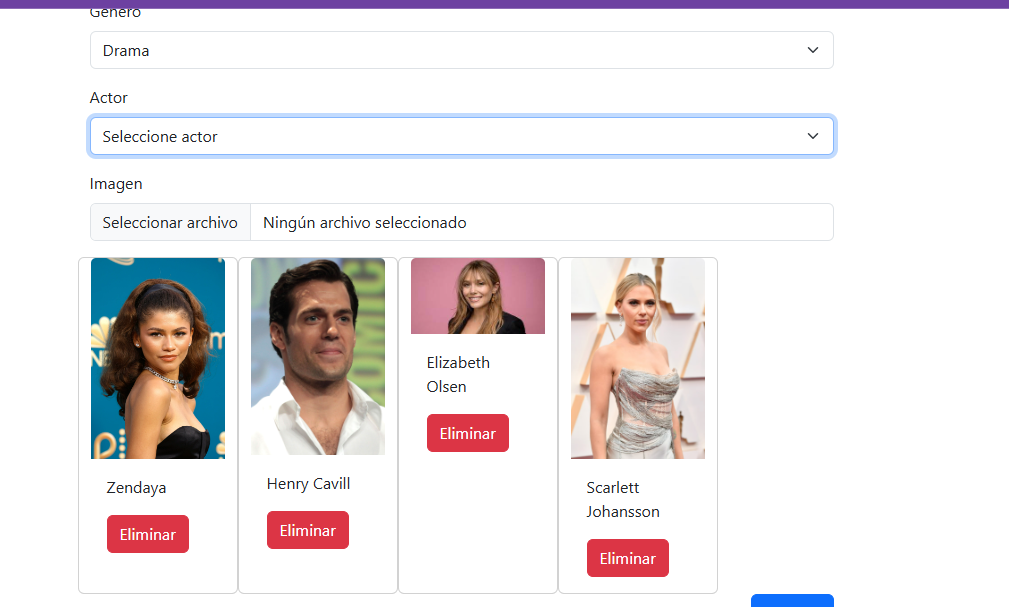 Género
Drama
Actor
Seleccione actor
Imagen
Seleccionar archivo Ningún archivo seleccionado
Zendaya
Eliminar
Henry Cavill
Eliminar
Elizabeth
Olsen
Eliminar
Scarlett
Johansson
Eliminar